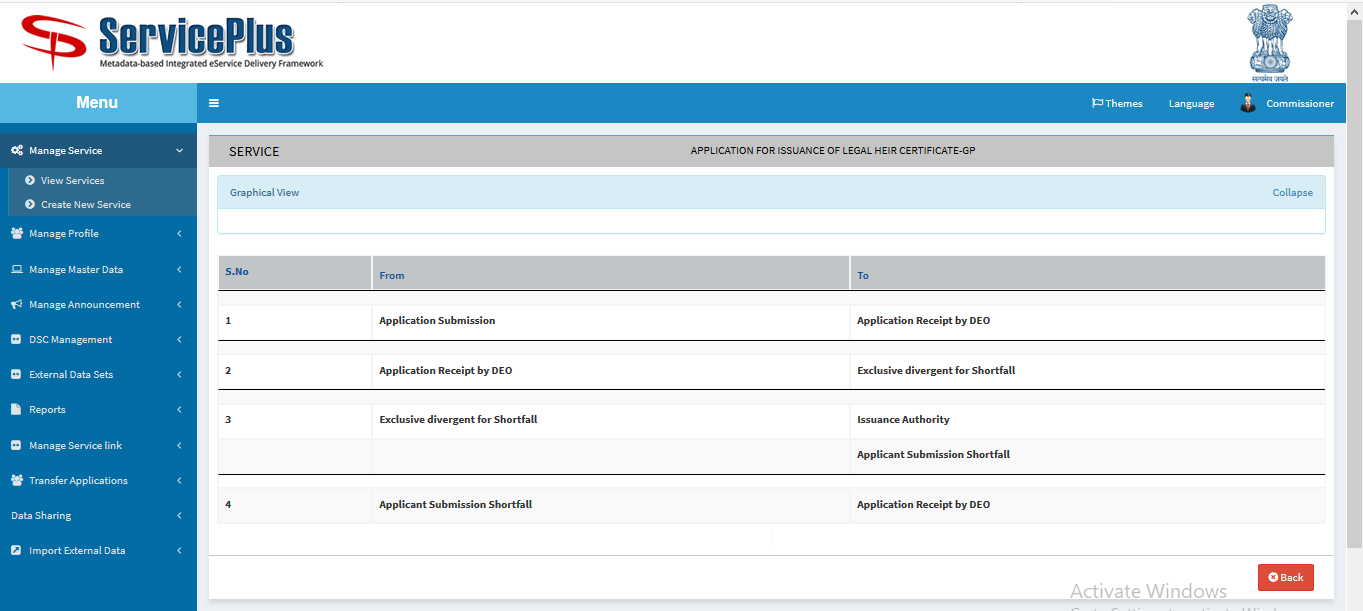 ServicePlus
Metadata-based Integrated eService Delivery Framework
सत्यमेव जयते
Menu
Themes Language Commissioner
Manage Service
View Services
Create New Service
Manage Profile
Manage Master Data
Manage Announcement
DSC Management
External Data Sets
Reports
Manage Service link
Transfer Applications
Data Sharing
Import External Data
SERVICE APPLICATION FOR ISSUANCE OF LEGAL HEIR CERTIFICATE-GP
Graphical View Collapse
S.No From To
1 Application Submission Application Receipt by DEO
2 Application Receipt by DEO Exclusive divergent for Shortfall
3 Exclusive divergent for Shortfall Issuance Authority
Applicant Submission Shortfall
4 Applicant Submission Shortfall Application Receipt by DEO
Back
Activate Windows